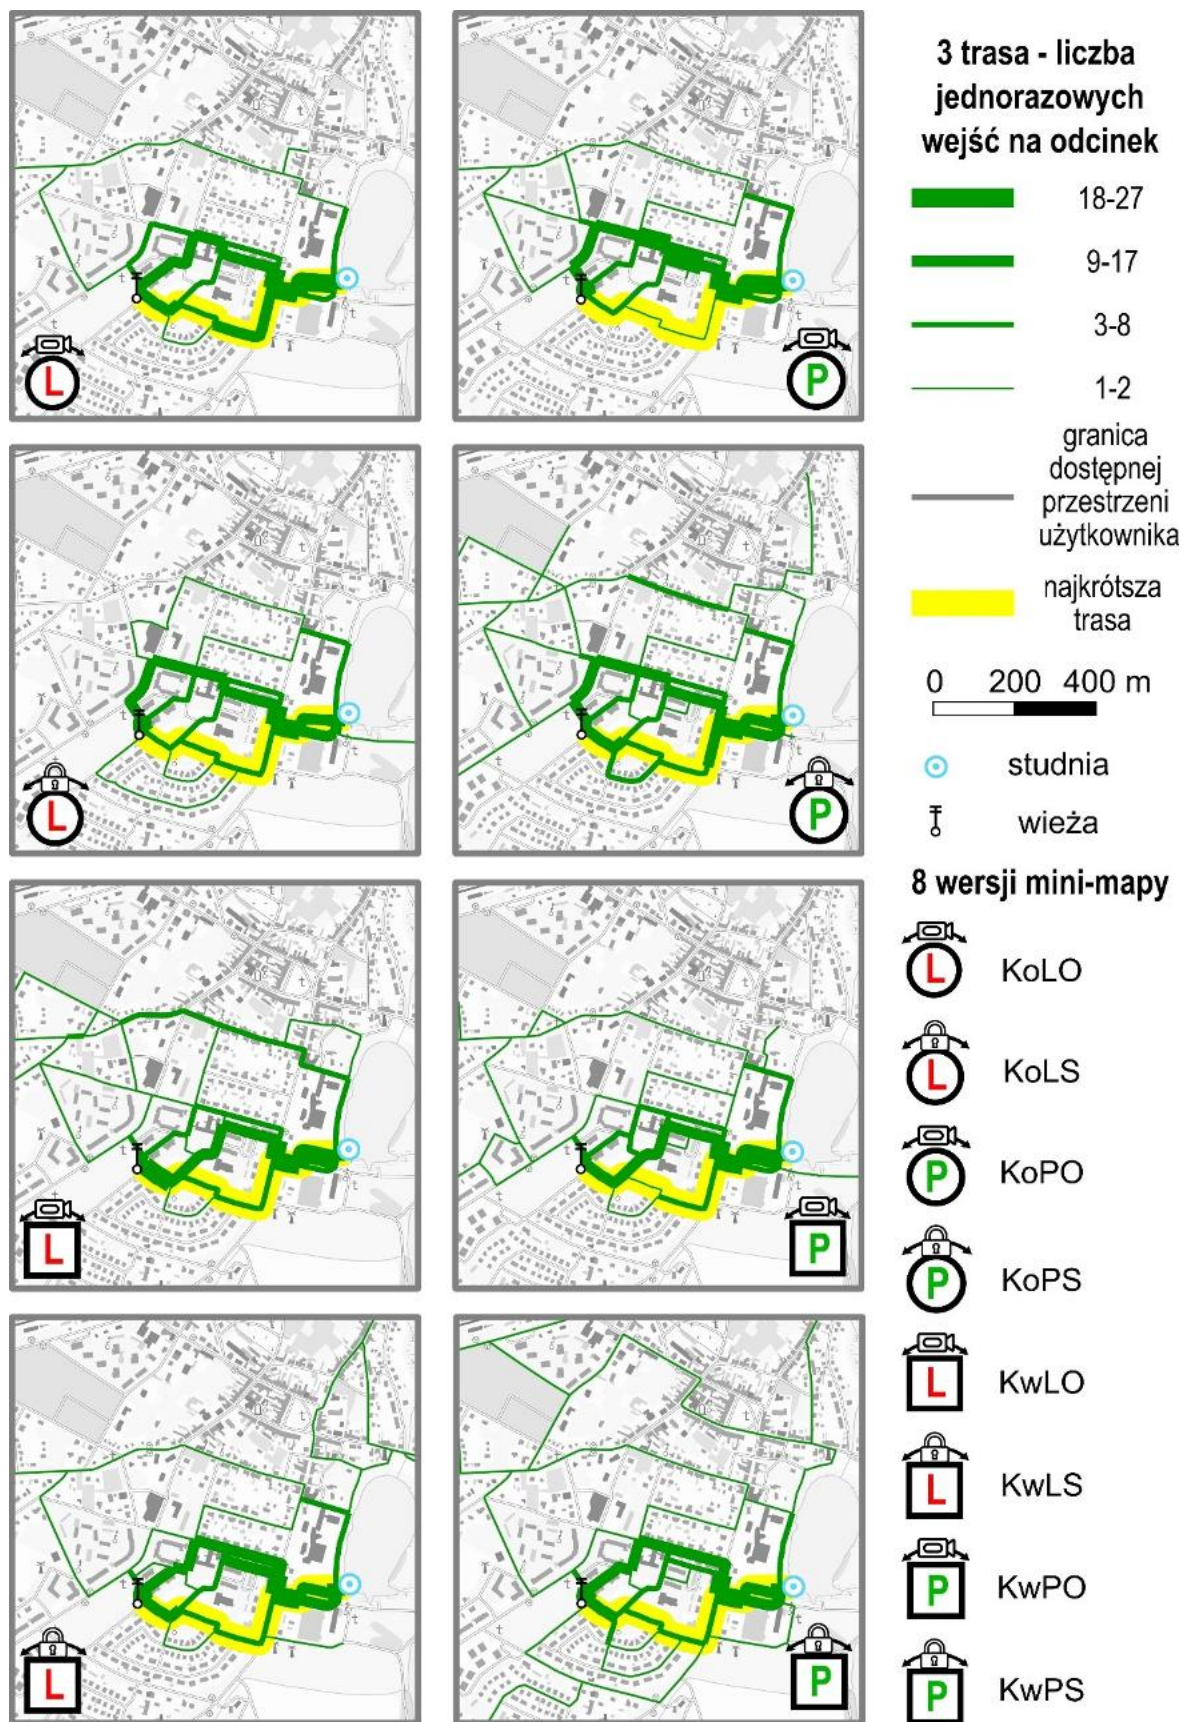 3 trasa - liczba
jednorazowych
wejść na odcinek
18-27
9-17
3-8
1-2
granica
dostępnej
przestrzeni
użytkownika
najkrótsza
trasa
0 200 400 m
studnia
wieża
8 wersji mini-mapy
L KoLO
L KoLS
P KoPO
P KoPS
L KwLO
L KwLS
P KwPO
P KwPS
L
P
L
P
L
P
L
P